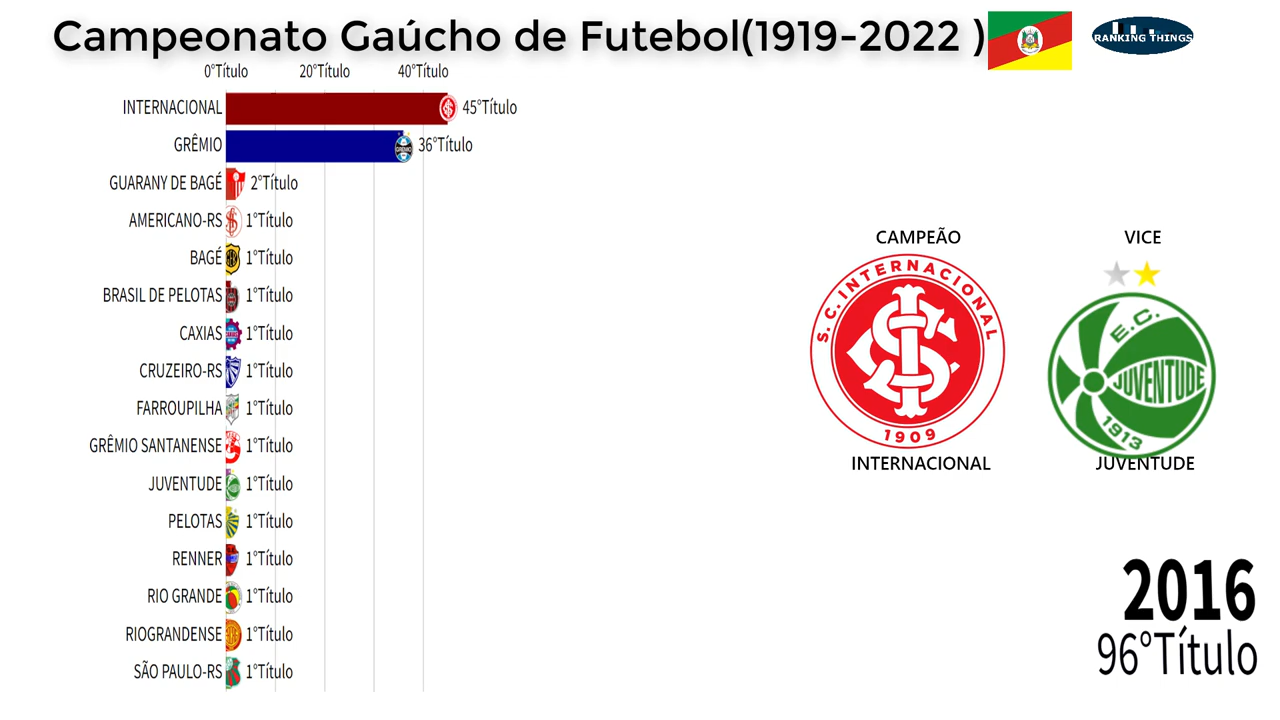 Campeonato Gaúcho de Futebol(1919-2022 )
RANKING THINGS
0°Título 20°Título 40°Título
INTERNACIONAL 45°Título
GRÊMIO 36°Título
GUARANY DE BAGÉ 2°Título
AMERICANO-RS 1°Título
BAGÉ 1°Título
BRASIL DE PELOTAS 1°Título
CAXIAS 1°Título
CRUZEIRO-RS 1°Título
FARROUPILHA 1°Título
GRÊMIO SANTANENSE 1°Título
JUVENTUDE 1°Título
PELOTAS 1°Título
RENNER 1°Título
RIO GRANDE 1°Título
RIOGRANDENSE 1°Título
SÃO PAULO-RS 1°Título
CAMPEÃO VICE
S. C. INTERNACIONAL
1909
E.C.
JUVENTUDE
1913
INTERNACIONAL JUVENTUDE
2016
96°Título